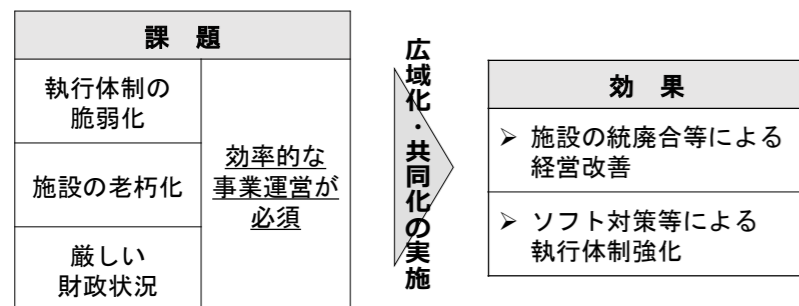 課　題
執行体制の
脆弱化
施設の老朽化
厳しい
財政状況
効率的な
事業運営が
必須
広域化・共同化の実施
効　果
➢ 施設の統廃合等による
経営改善
➢ ソフト対策等による
執行体制強化